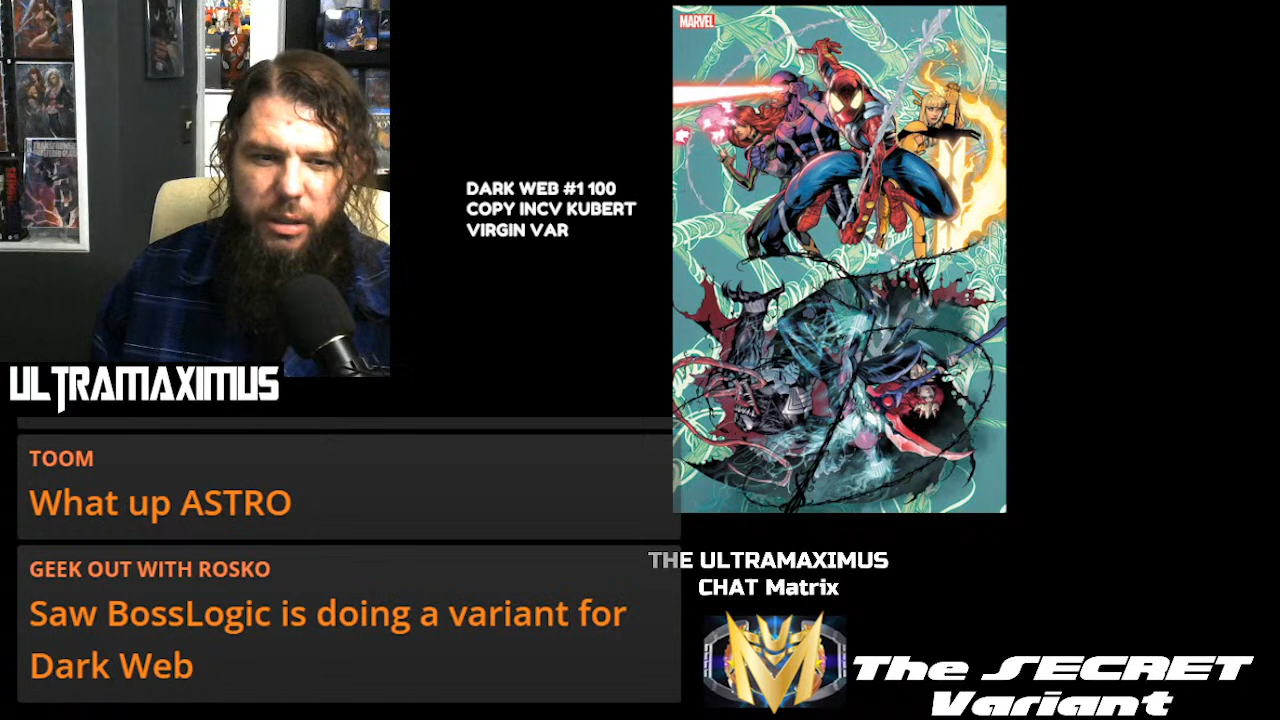 MARVEL
DARK WEB #1 100
COPY INCV KUBERT
VIRGIN VAR
ULTRAMAXIMUS
TOOM
What up ASTRO
GEEK OUT WITH ROSKO
Saw BossLogic is doing a variant for
Dark Web
THE ULTRAMAXIMUS
CHAT Matrix
The SECRET
Variant